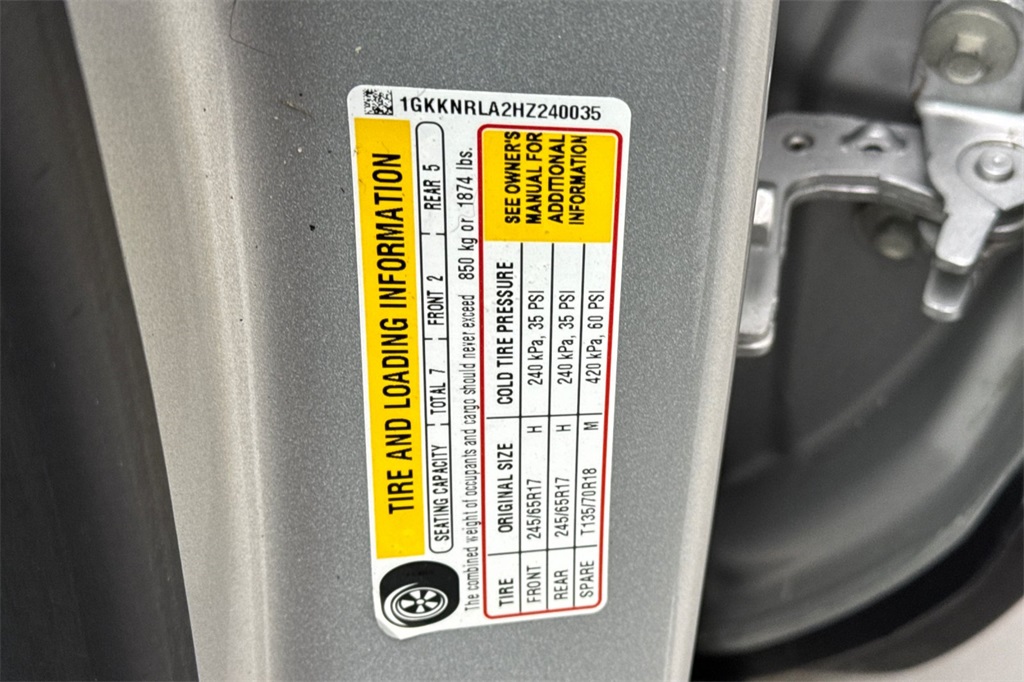 1GKKNRLA2HZ240035
TIRE AND LOADING INFORMATION
SEATING CAPACITY TOTAL 7 FRONT 2 REAR 5
The combined weight of occupants and cargo should never exceed 850 kg or 1874 lbs.
TIRE ORIGINAL SIZE COLD TIRE PRESSURE
FRONT 245/65R17 H 240 kPa, 35 PSI
REAR 245/65R17 H 240 kPa, 35 PSI
SPARE T135/70R18 M 420 kPa, 60 PSI
SEE OWNER'S
MANUAL FOR
ADDITIONAL
INFORMATION